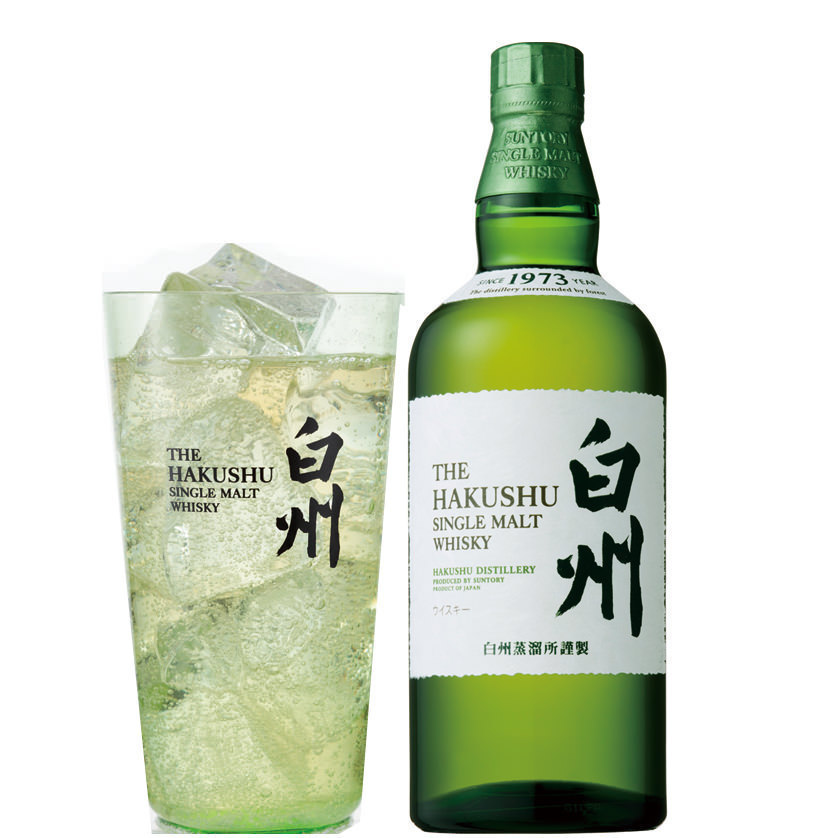 THE
HAKUSHU
SINGLE MALT
WHISKY
白州
SUNTORY
SINGLE MALT
WHISKY
SINCE 1973 YEAR
The distillery surrounded by forest
THE
HAKUSHU
SINGLE MALT
WHISKY
白州
HAKUSHU DISTILLERY
PRODUCED BY SUNTORY
PRODUCT OF JAPAN
ウイスキー
白州蒸溜所謹製